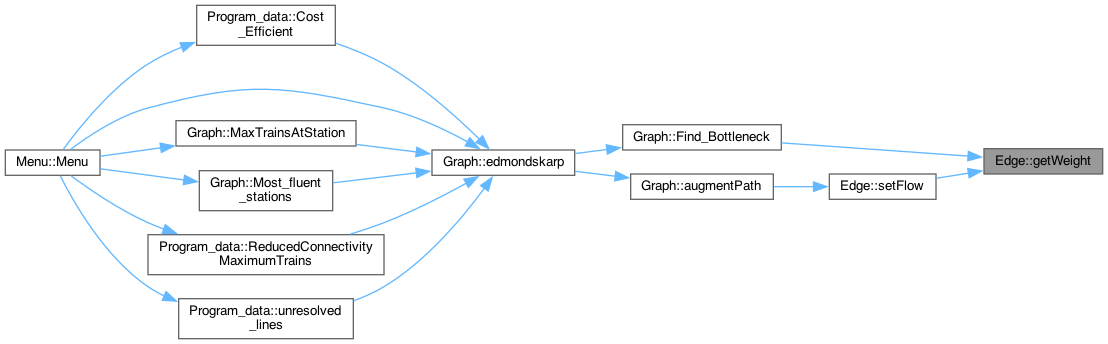 Program_data::Cost
_Efficient
Graph::MaxTrainsAtStation
Graph::Find_Bottleneck
Menu::Menu
Graph::edmondskarp
Edge::getWeight
Graph::Most_fluent
_stations
Graph::augmentPath
Edge::setFlow
Program_data::ReducedConnectivity
MaximumTrains
Program_data::unresolved
_lines